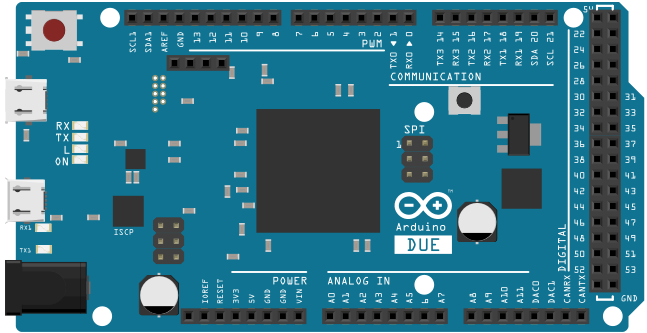 5V
SCL1 SDA1 AREF GND 13 12 11 10 9 8
7 6 5 4 3 2 TX0 ◄ 1 RX0 ► 0
TX3 14 RX3 15 TX2 16 RX2 17 TX1 18 RX1 19 SDA 20 SCL 21
PWM
COMMUNICATION
22
24
26
28
30 31
32 33
34 35
36 37
38 39
40 41
42 43
44 45
46 47
48 49
50 51
52 53
GND
DIGITAL
RX
TX
L
ON
SPI
1
ISCP
RX1
TX1
Arduino
™
DUE
POWER
ANALOG IN
IOREF RESET 3V3 5V GND GND VIN
A0 A1 A2 A3 A4 A5 6 A7
A8 A9 A10 A11 DAC0 DAC1 CANRX CANTX